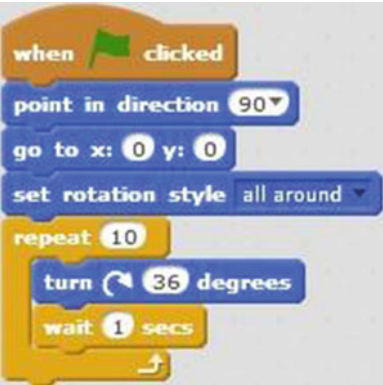 when clicked
point in direction 90
go to x: 0 y: 0
set rotation style all around
repeat 10
turn 36 degrees
wait 1 secs